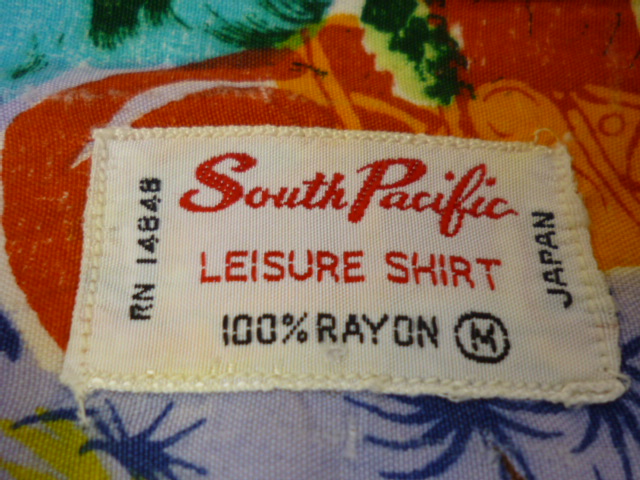 South Pacific
LEISURE SHIRT
100% RAYON M
RN 14848
JAPAN